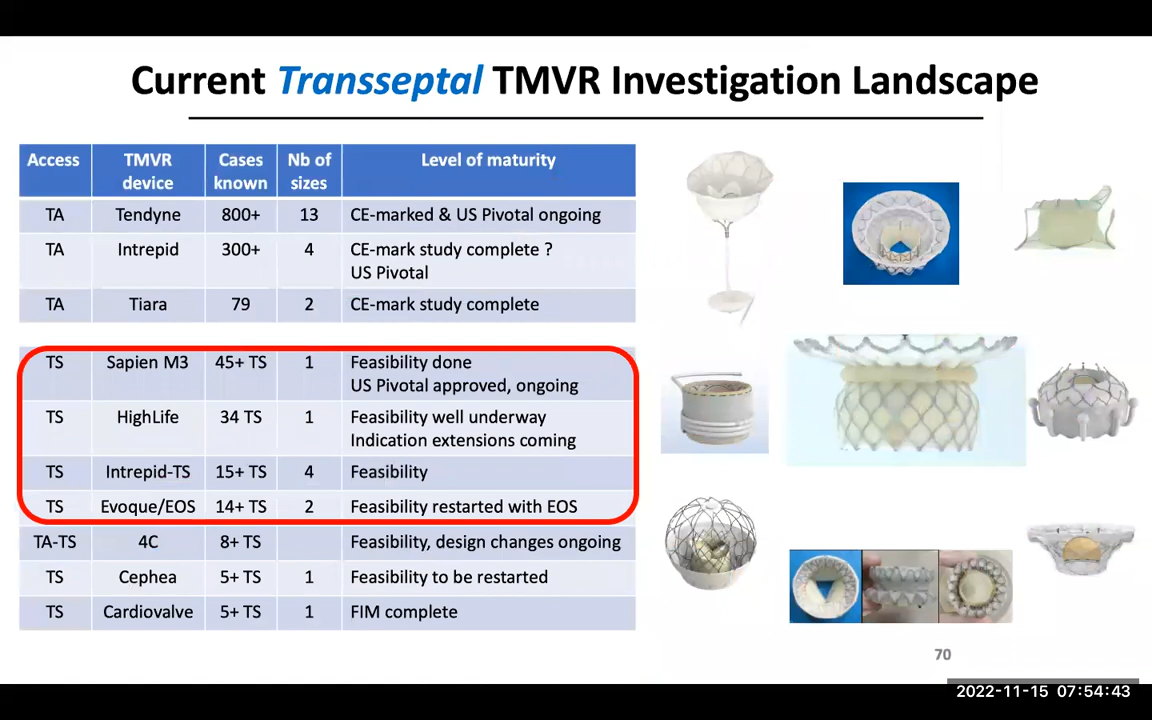 Current Transseptal TMVR Investigation Landscape
Access TMVR device Cases known Nb of sizes Level of maturity
TA Tendyne 800+ 13 CE-marked & US Pivotal ongoing
TA Intrepid 300+ 4 CE-mark study complete ?
US Pivotal
TA Tiara 79 2 CE-mark study complete
TS Sapien M3 45+ TS 1 Feasibility done
US Pivotal approved, ongoing
TS HighLife 34 TS 1 Feasibility well underway
Indication extensions coming
TS Intrepid-TS 15+ TS 4 Feasibility
TS Evoque/EOS 14+ TS 2 Feasibility restarted with EOS
TA-TS 4C 8+ TS Feasibility, design changes ongoing
TS Cephea 5+ TS 1 Feasibility to be restarted
TS Cardiovalve 5+ TS 1 FIM complete
70
2022-11-15 07:54:43